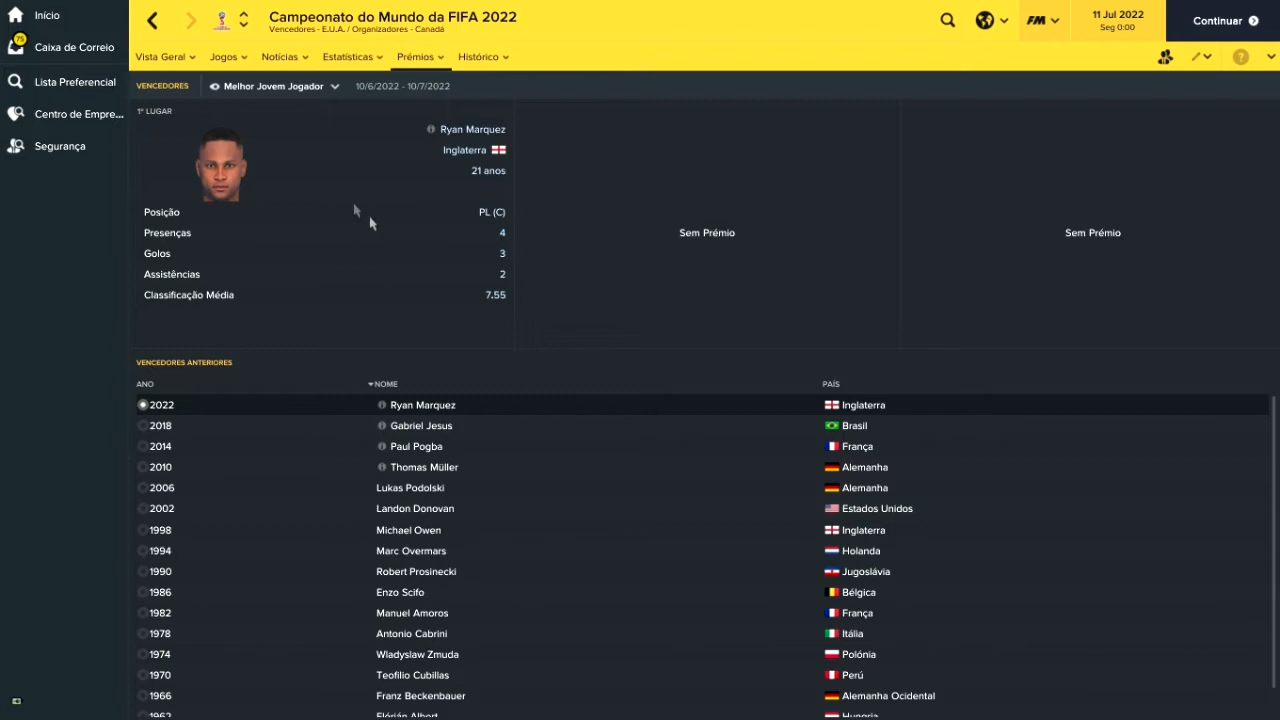 Início
75
Caixa de Correio
Lista Preferencial
Centro de Empre...
Segurança
Campeonato do Mundo da FIFA 2022
Vencedores - E.U.A. / Organizadores - Canadá
FM
11 Jul 2022
Seg 0:00
Continuar
Vista Geral
Jogos
Notícias
Estatísticas
Prémios
Histórico
?
VENCEDORES
Melhor Jovem Jogador
10/6/2022 - 10/7/2022
1º LUGAR
Ryan Marquez
Inglaterra
21 anos
Posição PL (C)
Presenças 4
Golos 3
Assistências 2
Classificação Média 7.55
Sem Prémio
Sem Prémio
VENCEDORES ANTERIORES
ANO NOME PAÍS
2022 Ryan Marquez Inglaterra
2018 Gabriel Jesus Brasil
2014 Paul Pogba França
2010 Thomas Müller Alemanha
2006 Lukas Podolski Alemanha
2002 Landon Donovan Estados Unidos
1998 Michael Owen Inglaterra
1994 Marc Overmars Holanda
1990 Robert Prosinecki Jugoslávia
1986 Enzo Scifo Bélgica
1982 Manuel Amoros França
1978 Antonio Cabrini Itália
1974 Wladyslaw Zmuda Polónia
1970 Teofilio Cubillas Perú
1966 Franz Beckenbauer Alemanha Ocidental
1962 Flórián Albert Hungria